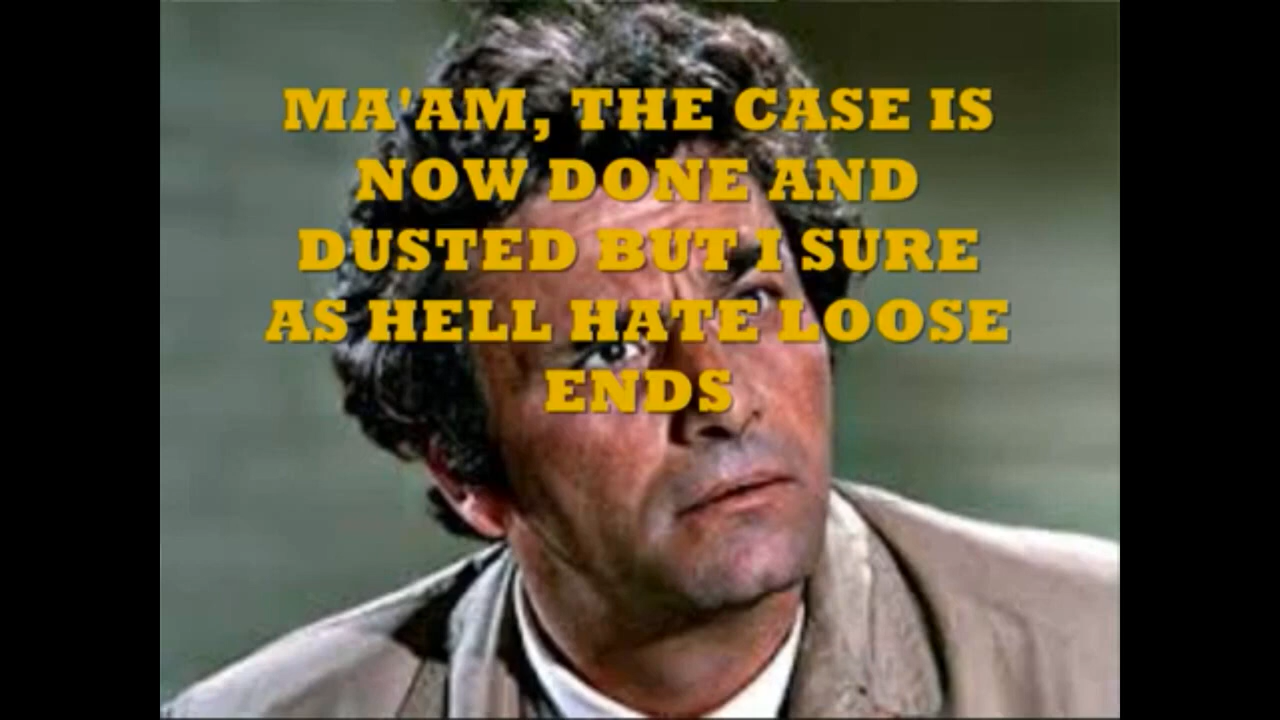 MA'AM, THE CASE IS
NOW DONE AND
DUSTED BUT I SURE
AS HELL HATE LOOSE
ENDS